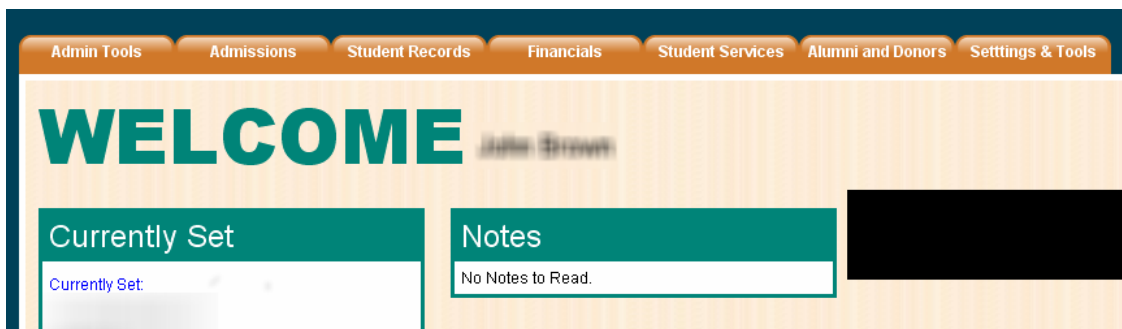 Admin Tools Admissions Student Records Financials Student Services Alumni and Donors Setttings & Tools
WELCOME
Currently Set
Currently Set:
Notes
No Notes to Read.